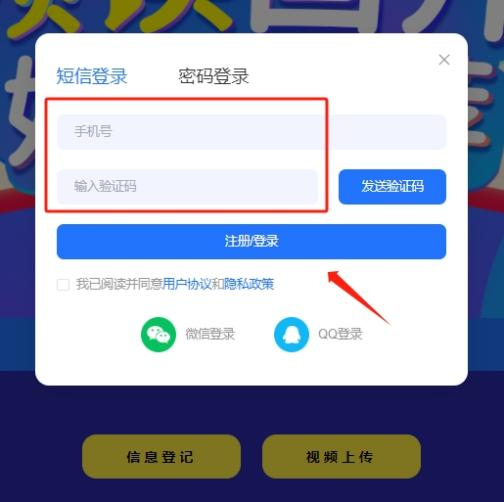 短信登录 密码登录
手机号
输入验证码 发送验证码
注册/登录
我已阅读并同意用户协议和隐私政策
微信登录 QQ登录
信息登记 视频上传